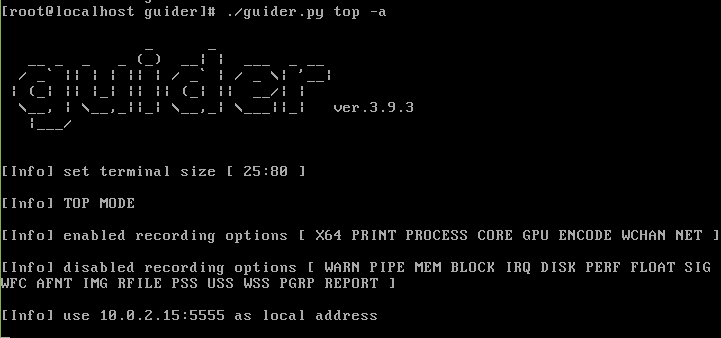 [root@localhost guider]# ./guider.py top -a
guider
ver.3.9.3
[Info] set terminal size [ 25:80 ]
[Info] TOP MODE
[Info] enabled recording options [ X64 PRINT PROCESS CORE GPU ENCODE WCHAN NET ]
[Info] disabled recording options [ WARN PIPE MEM BLOCK IRQ DISK PERF FLOAT SIG
WFC AFNT IMG RFILE PSS USS WSS PGRP REPORT ]
[Info] use 10.0.2.15:5555 as local address